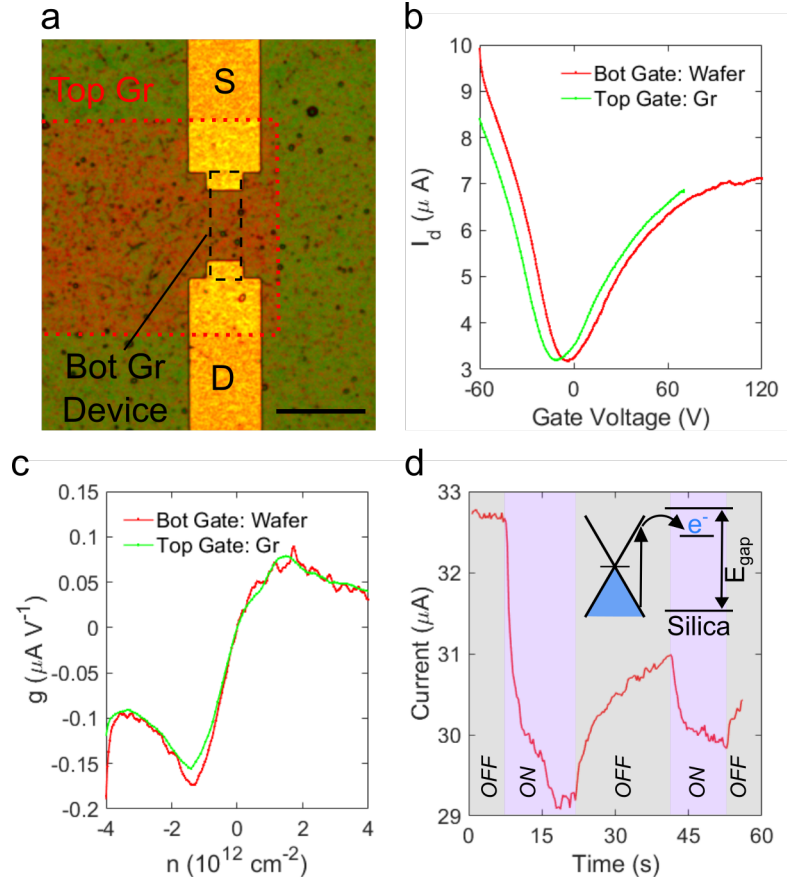 a
Top Gr
S
Bot Gr
Device
D
b
10
9
8
7
6
5
4
3
-60
0
60
120
I_d (μ A)
Gate Voltage (V)
Bot Gate: Wafer
Top Gate: Gr
c
0.15
0.1
0.05
0
-0.05
-0.1
-0.15
-0.2
-4
-2
0
2
4
g (μA V⁻¹)
n (10¹² cm⁻²)
Bot Gate: Wafer
Top Gate: Gr
d
33
32
31
30
29
0
15
30
45
60
Current (μA)
Time (s)
OFF
ON
OFF
ON
OFF
e⁻
E_gap
Silica